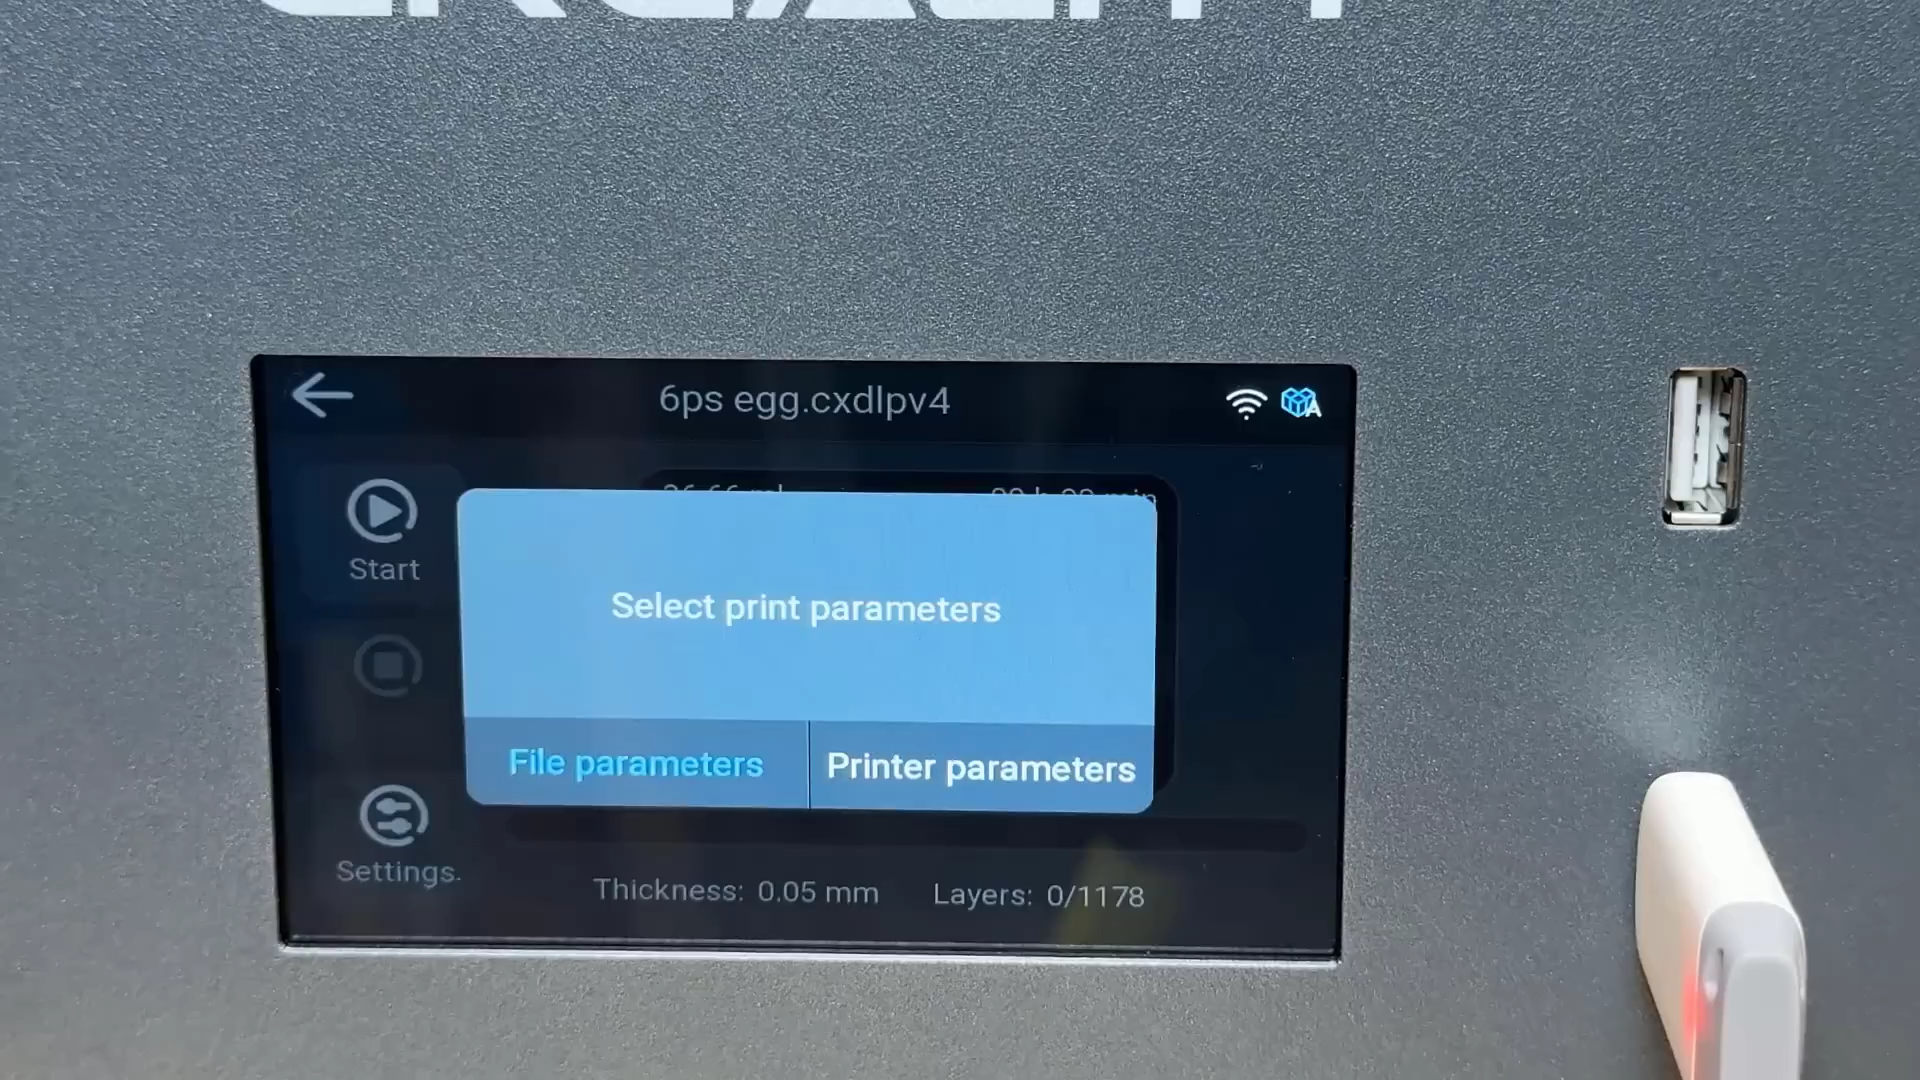 6ps egg.cxdlpv4
Start
Select print parameters
File parameters
Printer parameters
Settings.
Thickness: 0.05 mm
Layers: 0/1178